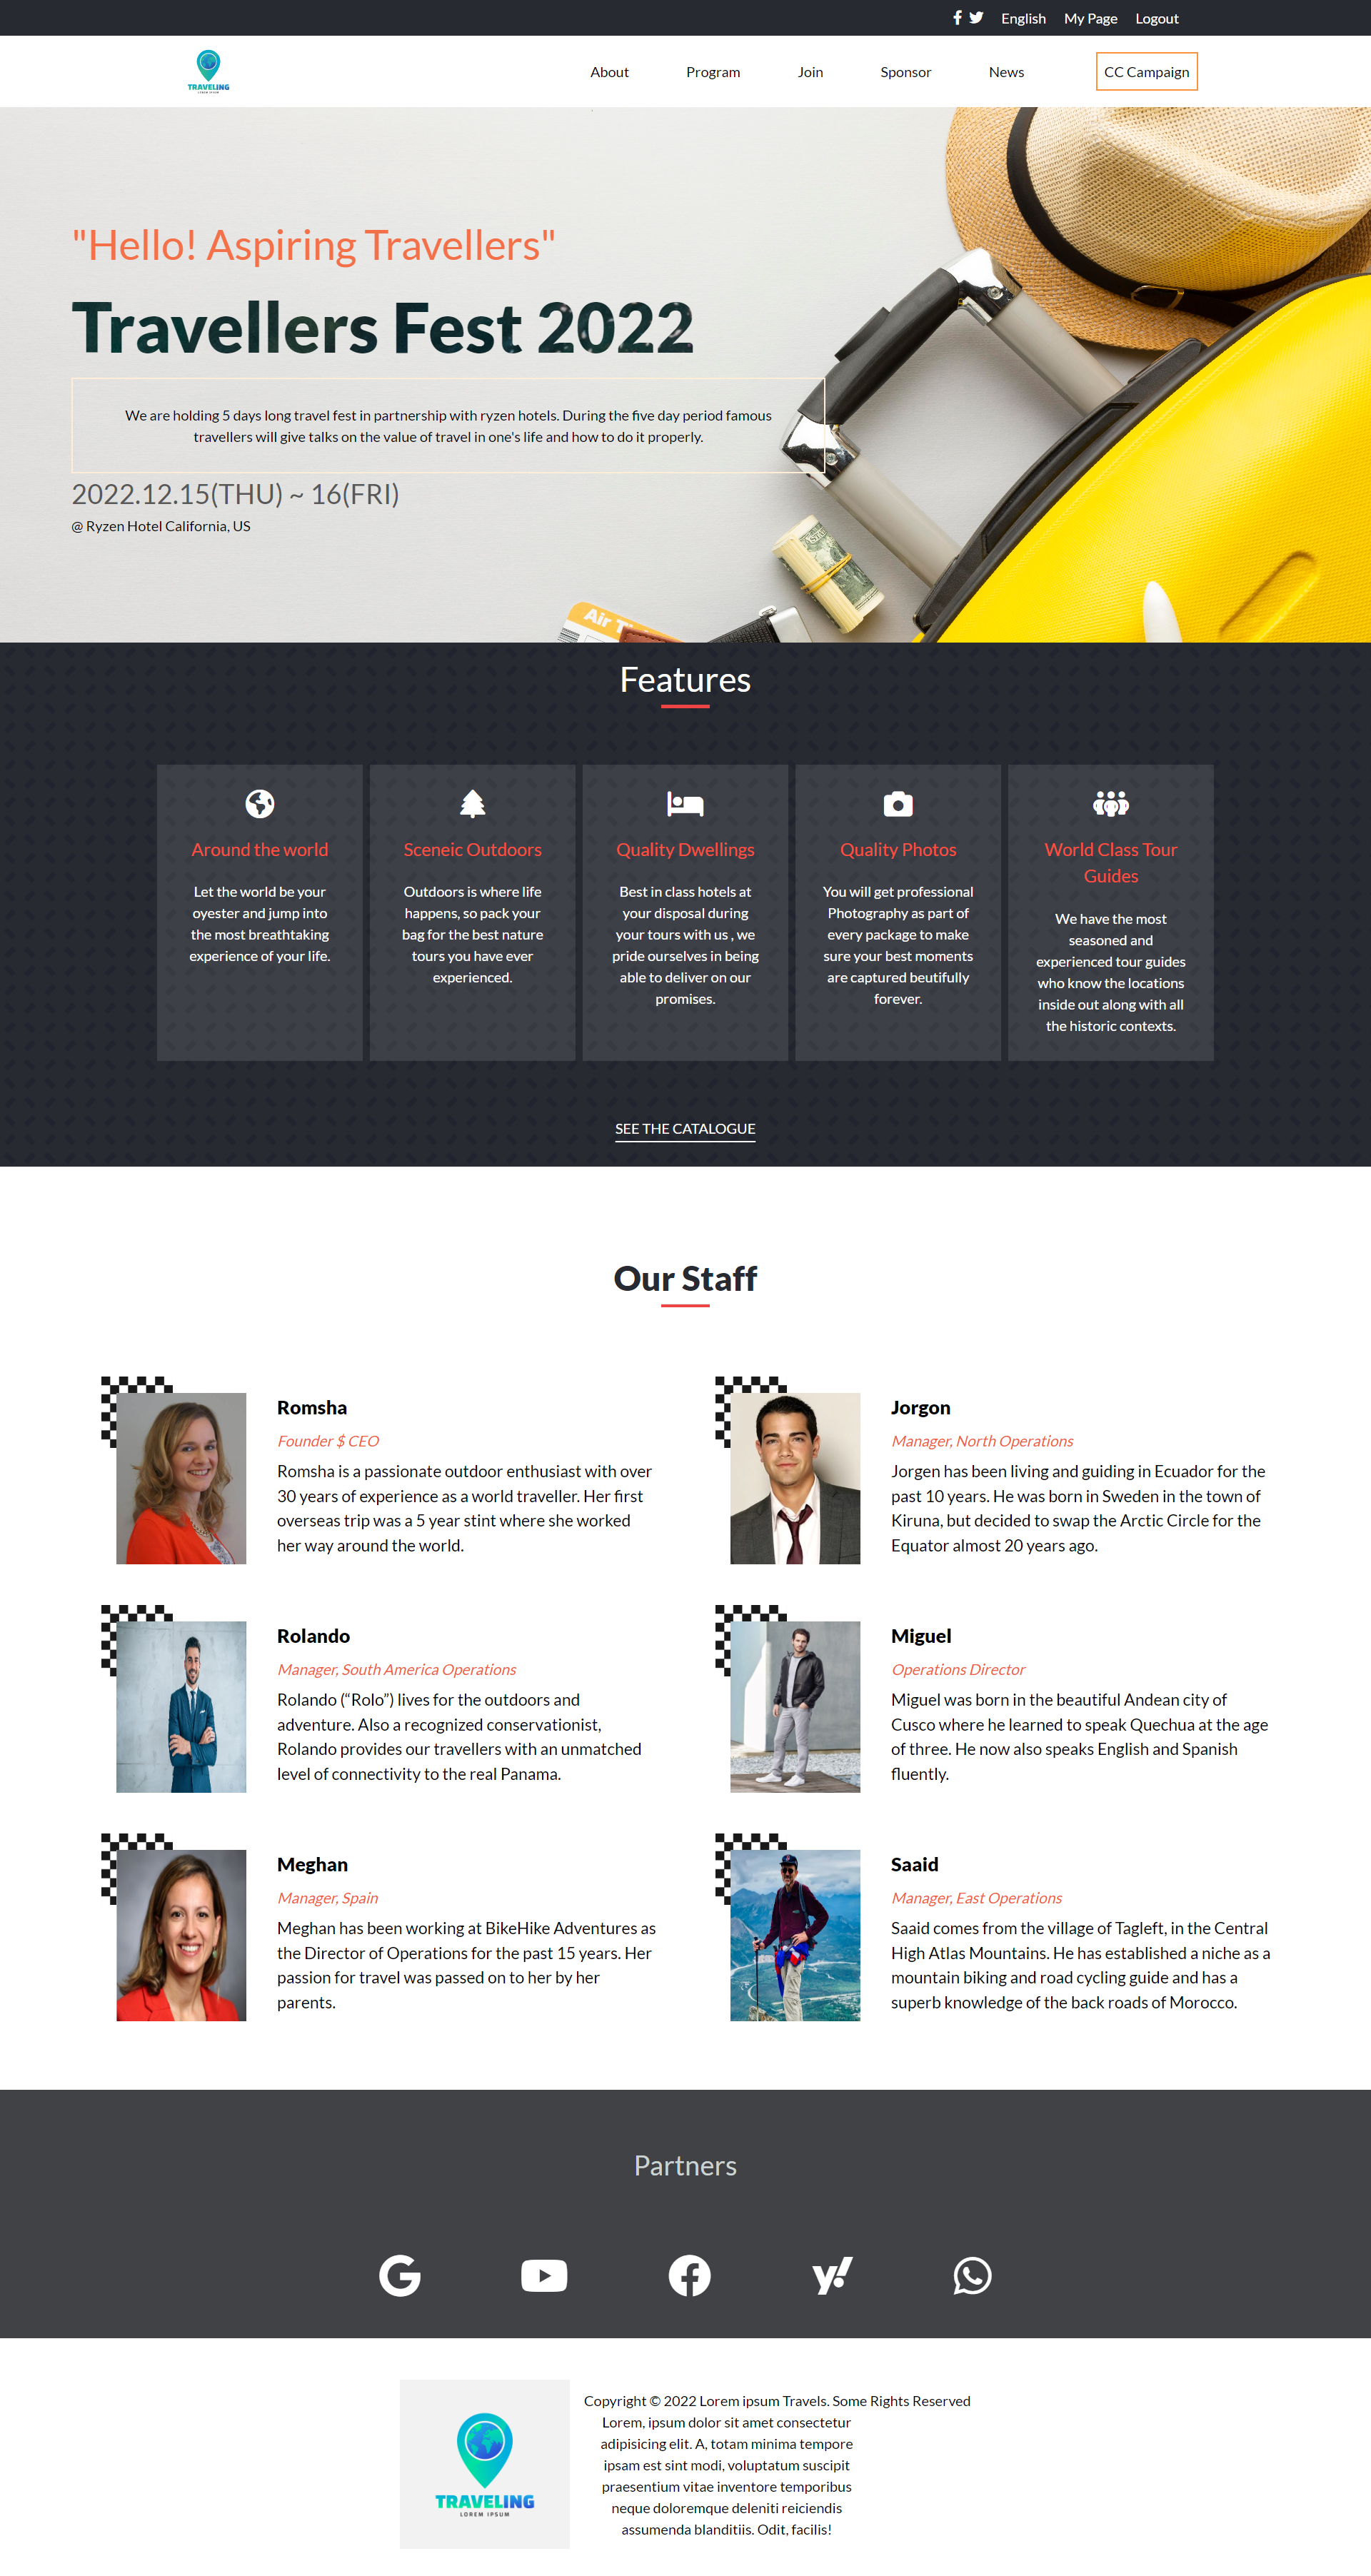 English My Page Logout
TRAVELING
LOREM IPSUM
About Program Join Sponsor News CC Campaign
"Hello! Aspiring Travellers"
Travellers Fest 2022
We are holding 5 days long travel fest in partnership with ryzen hotels. During the five day period famous
travellers will give talks on the value of travel in one's life and how to do it properly.
2022.12.15(THU) ~ 16(FRI)
@ Ryzen Hotel California, US
Air T
Features
Around the world
Let the world be your
oyester and jump into
the most breathtaking
experience of your life.
Sceneic Outdoors
Outdoors is where life
happens, so pack your
bag for the best nature
tours you have ever
experienced.
Quality Dwellings
Best in class hotels at
your disposal during
your tours with us , we
pride ourselves in being
able to deliver on our
promises.
Quality Photos
You will get professional
Photography as part of
every package to make
sure your best moments
are captured beutifully
forever.
World Class Tour
Guides
We have the most
seasoned and
experienced tour guides
who know the locations
inside out along with all
the historic contexts.
SEE THE CATALOGUE
Our Staff
Romsha
Founder $ CEO
Romsha is a passionate outdoor enthusiast with over
30 years of experience as a world traveller. Her first
overseas trip was a 5 year stint where she worked
her way around the world.
Jorgon
Manager, North Operations
Jorgen has been living and guiding in Ecuador for the
past 10 years. He was born in Sweden in the town of
Kiruna, but decided to swap the Arctic Circle for the
Equator almost 20 years ago.
Rolando
Manager, South America Operations
Rolando (“Rolo”) lives for the outdoors and
adventure. Also a recognized conservationist,
Rolando provides our travellers with an unmatched
level of connectivity to the real Panama.
Miguel
Operations Director
Miguel was born in the beautiful Andean city of
Cusco where he learned to speak Quechua at the age
of three. He now also speaks English and Spanish
fluently.
Meghan
Manager, Spain
Meghan has been working at BikeHike Adventures as
the Director of Operations for the past 15 years. Her
passion for travel was passed on to her by her
parents.
Saaid
Manager, East Operations
Saaid comes from the village of Tagleft, in the Central
High Atlas Mountains. He has established a niche as a
mountain biking and road cycling guide and has a
superb knowledge of the back roads of Morocco.
Partners
TRAVELING
LOREM IPSUM
Copyright © 2022 Lorem ipsum Travels. Some Rights Reserved
Lorem, ipsum dolor sit amet consectetur
adipisicing elit. A, totam minima tempore
ipsam est sint modi, voluptatum suscipit
praesentium vitae inventore temporibus
neque doloremque deleniti reiciendis
assumenda blanditiis. Odit, facilis!